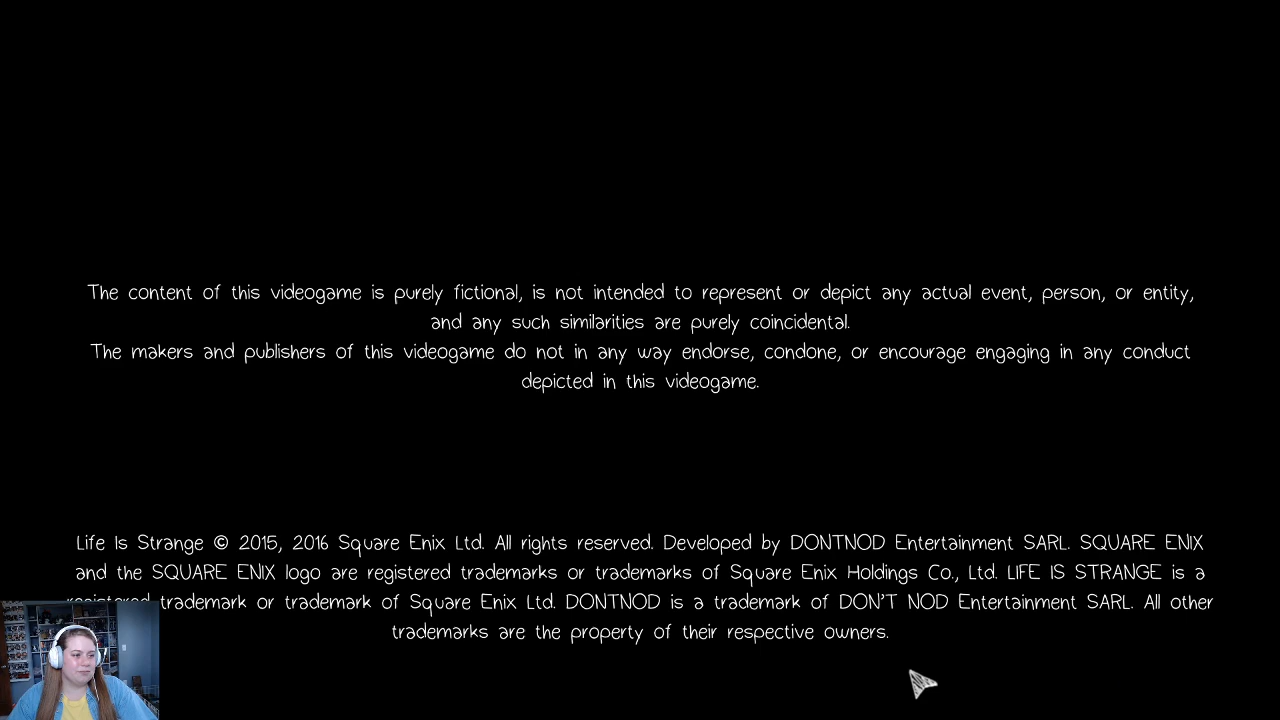 The content of this videogame is purely fictional, is not intended to represent or depict any actual event, person, or entity,
and any such similarities are purely coincidental.
The makers and publishers of this videogame do not in any way endorse, condone, or encourage engaging in any conduct
depicted in this videogame.
Life Is Strange © 2015, 2016 Square Enix Ltd. All rights reserved. Developed by DONTNOD Entertainment SARL. SQUARE ENIX
and the SQUARE ENIX logo are registered trademarks or trademarks of Square Enix Holdings Co., Ltd. LIFE IS STRANGE is a
registered trademark or trademark of Square Enix Ltd. DONTNOD is a trademark of DON'T NOD Entertainment SARL. All other
trademarks are the property of their respective owners.